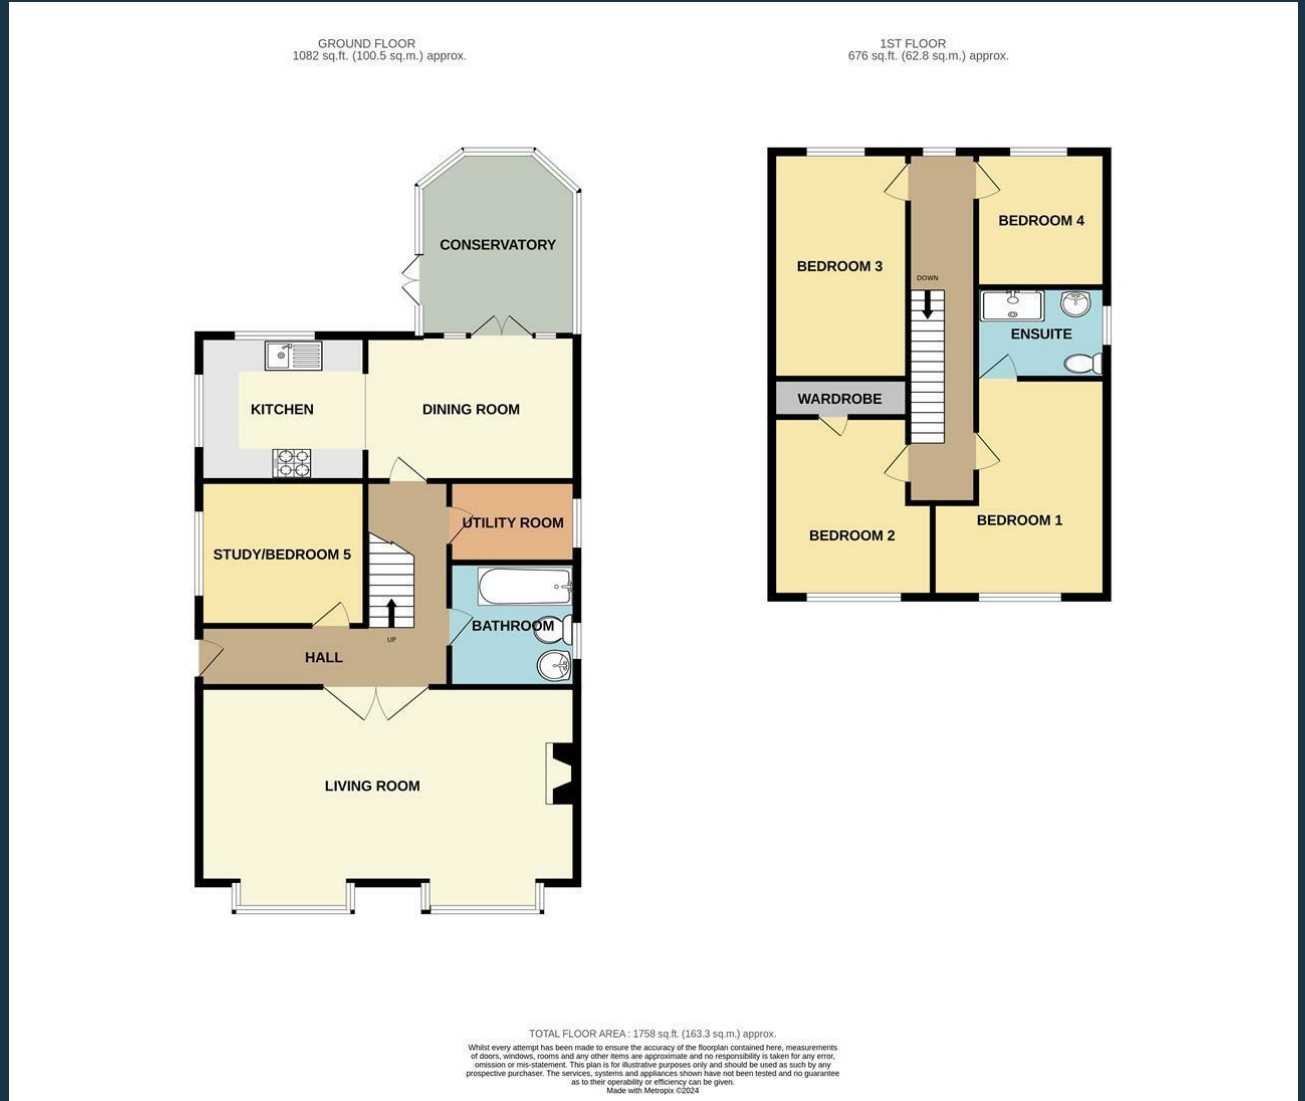 GROUND FLOOR
1082 sq.ft. (100.5 sq.m.) approx.
1ST FLOOR
676 sq.ft. (62.8 sq.m.) approx.
CONSERVATORY
KITCHEN
DINING ROOM
STUDY/BEDROOM 5
UTILITY ROOM
BATHROOM
UP
HALL
LIVING ROOM
BEDROOM 3
BEDROOM 4
DOWN
ENSUITE
WARDROBE
BEDROOM 2
BEDROOM 1
TOTAL FLOOR AREA : 1758 sq.ft. (163.3 sq.m.) approx.
Whilst every attempt has been made to ensure the accuracy of the floorplan contained here, measurements
of doors, windows, rooms and any other items are approximate and no responsibility is taken for any error,
omission or mis-statement. This plan is for illustrative purposes only and should be used as such by any
prospective purchaser. The services, systems and appliances shown have not been tested and no guarantee
as to their operability or efficiency can be given.
Made with Metropix ©2024